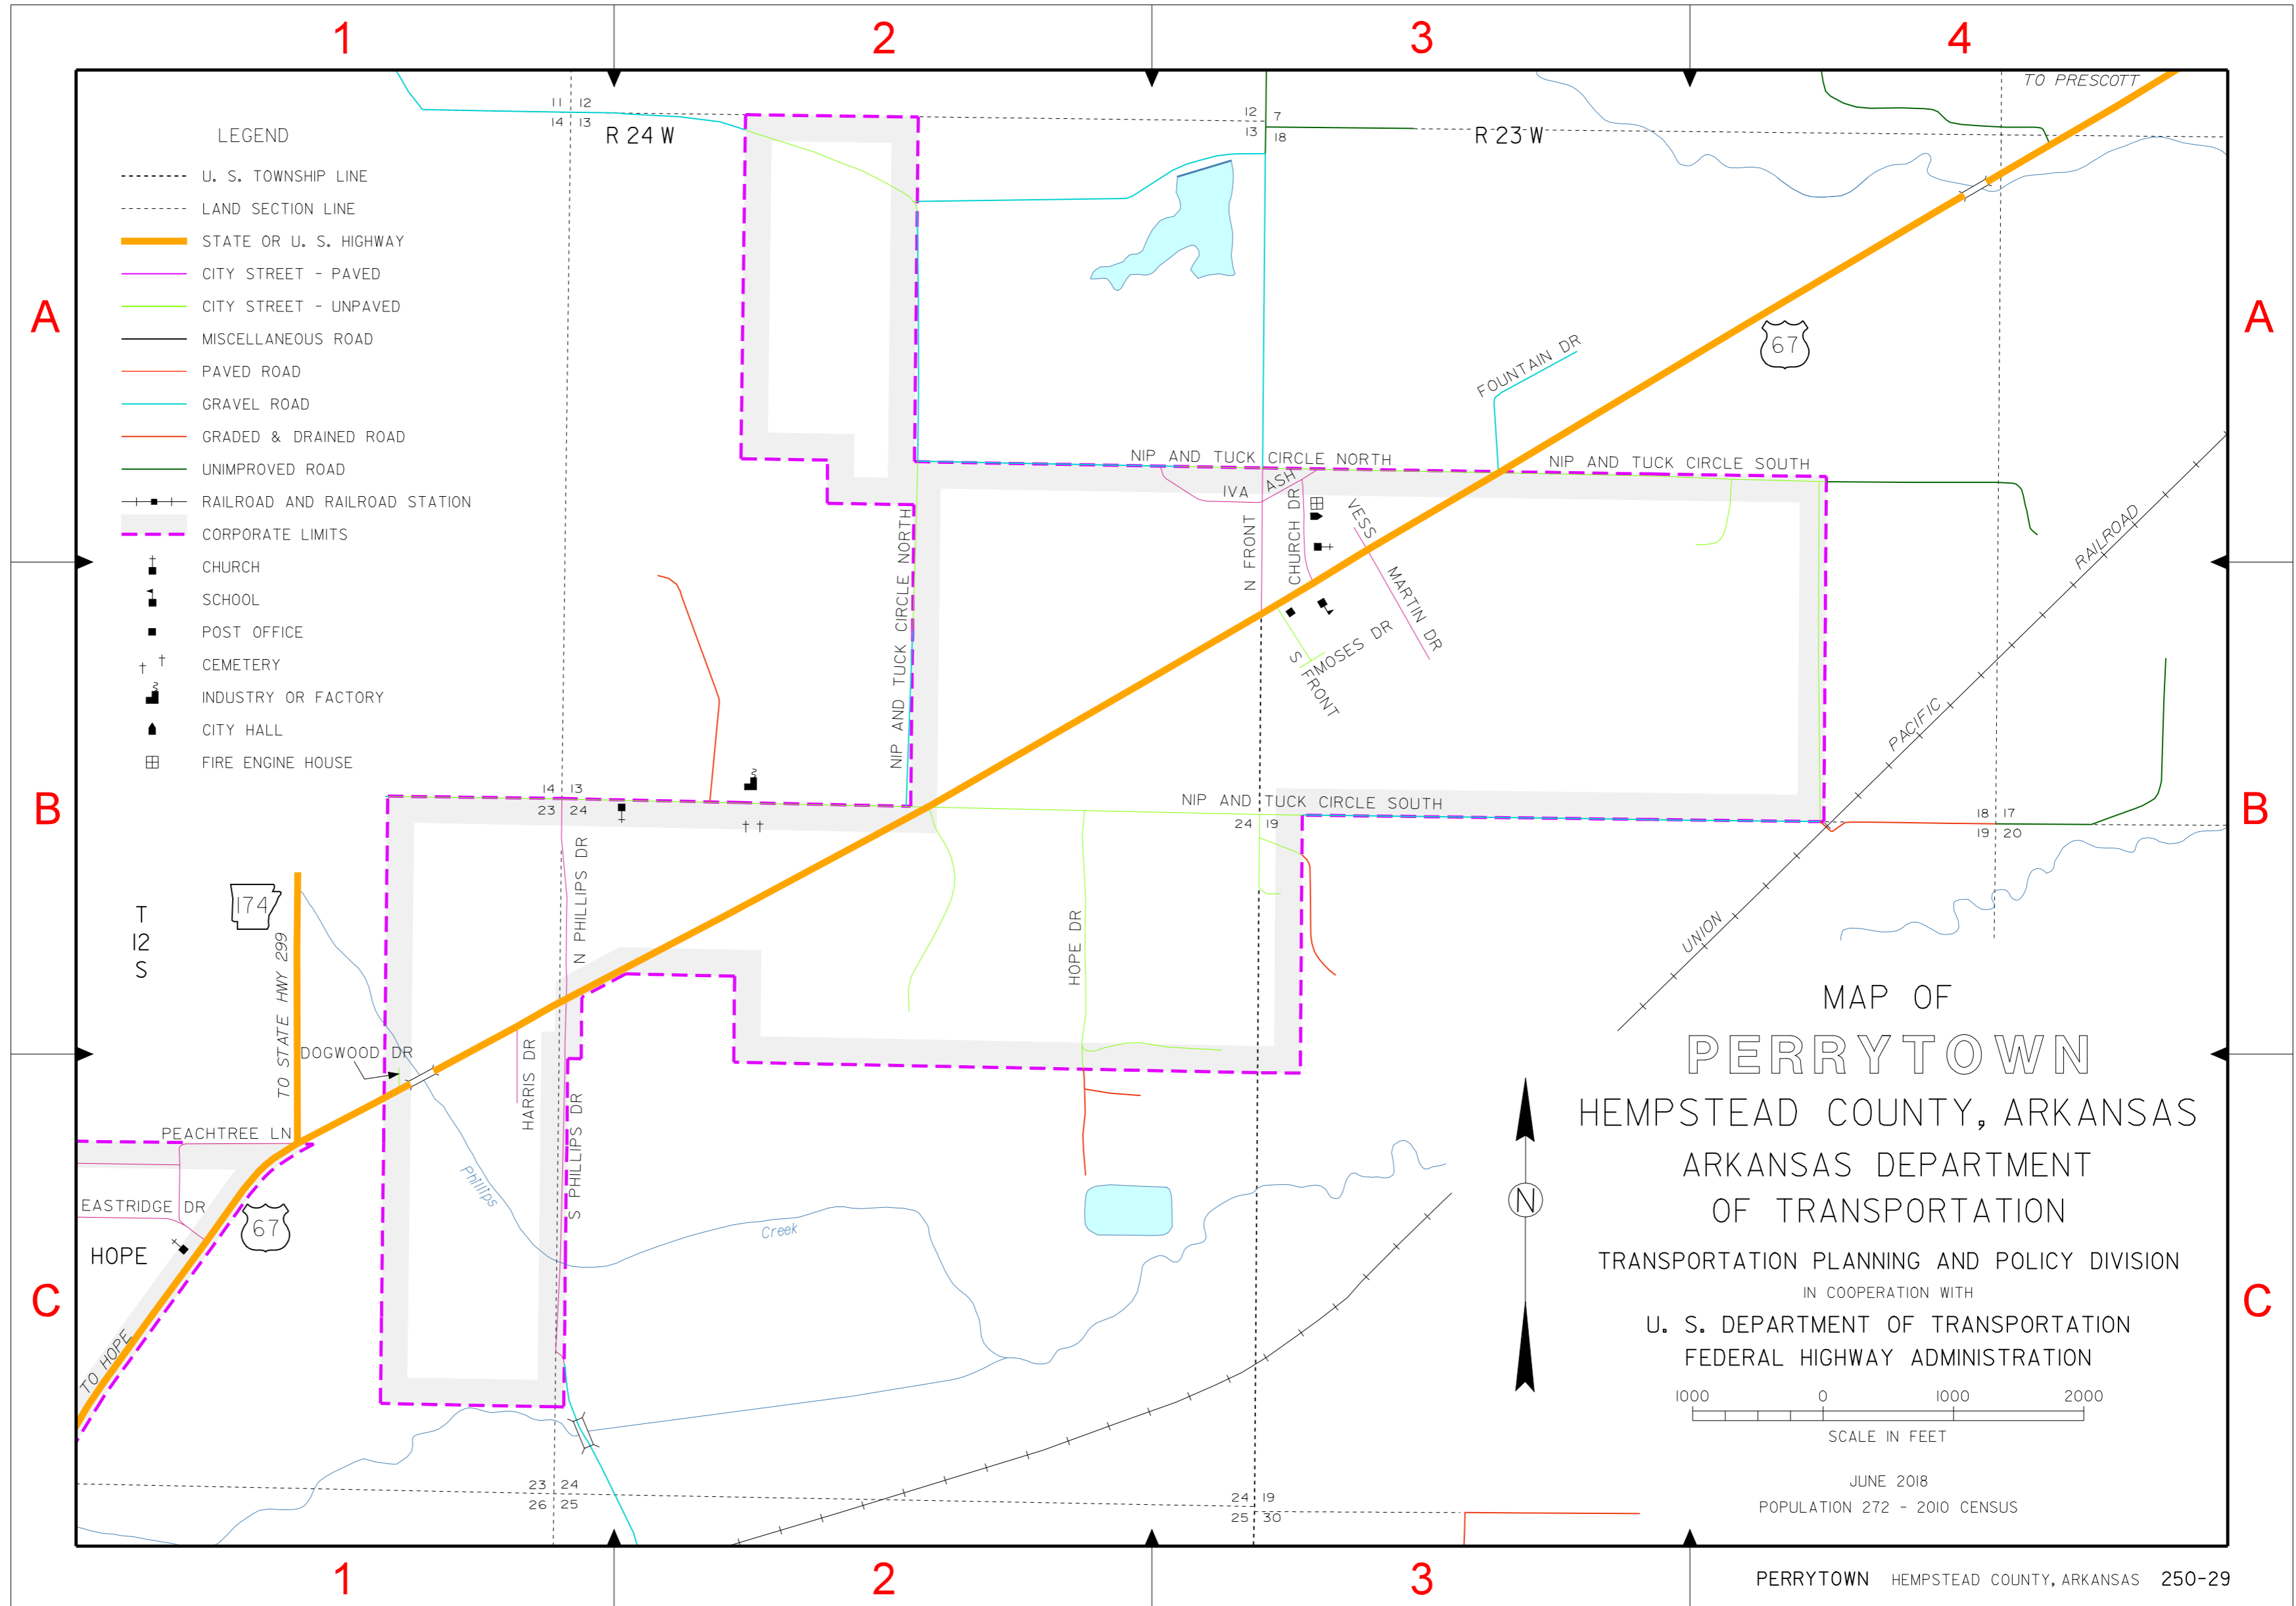 1 2 3 4
A A
B B
C C
1 2 3
LEGEND
U. S. TOWNSHIP LINE
LAND SECTION LINE
STATE OR U. S. HIGHWAY
CITY STREET - PAVED
CITY STREET - UNPAVED
MISCELLANEOUS ROAD
PAVED ROAD
GRAVEL ROAD
GRADED & DRAINED ROAD
UNIMPROVED ROAD
RAILROAD AND RAILROAD STATION
CORPORATE LIMITS
CHURCH
SCHOOL
POST OFFICE
CEMETERY
INDUSTRY OR FACTORY
CITY HALL
FIRE ENGINE HOUSE
11 12
14 13
R 24 W
12 7
13 18
R 23 W
TO PRESCOTT
67
FOUNTAIN DR
NIP AND TUCK CIRCLE NORTH
NIP AND TUCK CIRCLE SOUTH
IVA
ASH
N FRONT
CHURCH DR
VESS
MARTIN DR
MOSES DR
S FRONT
NIP AND TUCK CIRCLE NORTH
RAILROAD
PACIFIC
UNION
14 13
23 24
NIP AND TUCK CIRCLE SOUTH
24 19
18 17
19 20
N PHILLIPS DR
HOPE DR
T
12
S
174
TO STATE HWY 299
DOGWOOD DR
HARRIS DR
S PHILLIPS DR
PEACHTREE LN
EASTRIDGE DR
67
HOPE
TO HOPE
Phillips
Creek
23 24
26 25
24 19
25 30
N
MAP OF
PERRYTOWN
HEMPSTEAD COUNTY, ARKANSAS
ARKANSAS DEPARTMENT
OF TRANSPORTATION
TRANSPORTATION PLANNING AND POLICY DIVISION
IN COOPERATION WITH
U. S. DEPARTMENT OF TRANSPORTATION
FEDERAL HIGHWAY ADMINISTRATION
1000 0 1000 2000
SCALE IN FEET
JUNE 2018
POPULATION 272 - 2010 CENSUS
PERRYTOWN HEMPSTEAD COUNTY, ARKANSAS 250-29